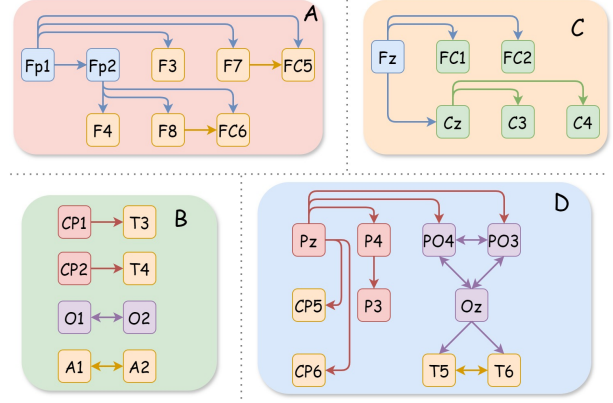 A
Fp1 Fp2 F3 F7 FC5
F4 F8 FC6
C
Fz FC1 FC2
Cz C3 C4
B
CP1 T3
CP2 T4
O1 O2
A1 A2
D
Pz P4 PO4 PO3
CP5 P3 Oz
CP6 T5 T6